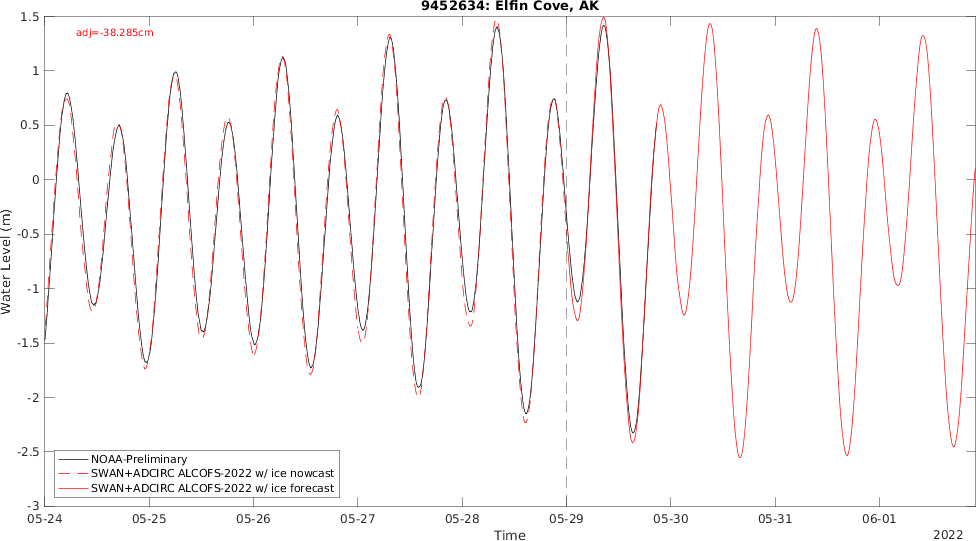 9452634: Elfin Cove, AK
adj=-38.285cm
1.5
1
0.5
0
-0.5
-1
-1.5
-2
-2.5
-3
Water Level (m)
NOAA-Preliminary
SWAN+ADCIRC ALCOFS-2022 w/ ice nowcast
SWAN+ADCIRC ALCOFS-2022 w/ ice forecast
05-24 05-25 05-26 05-27 05-28 05-29 05-30 05-31 06-01
Time
2022